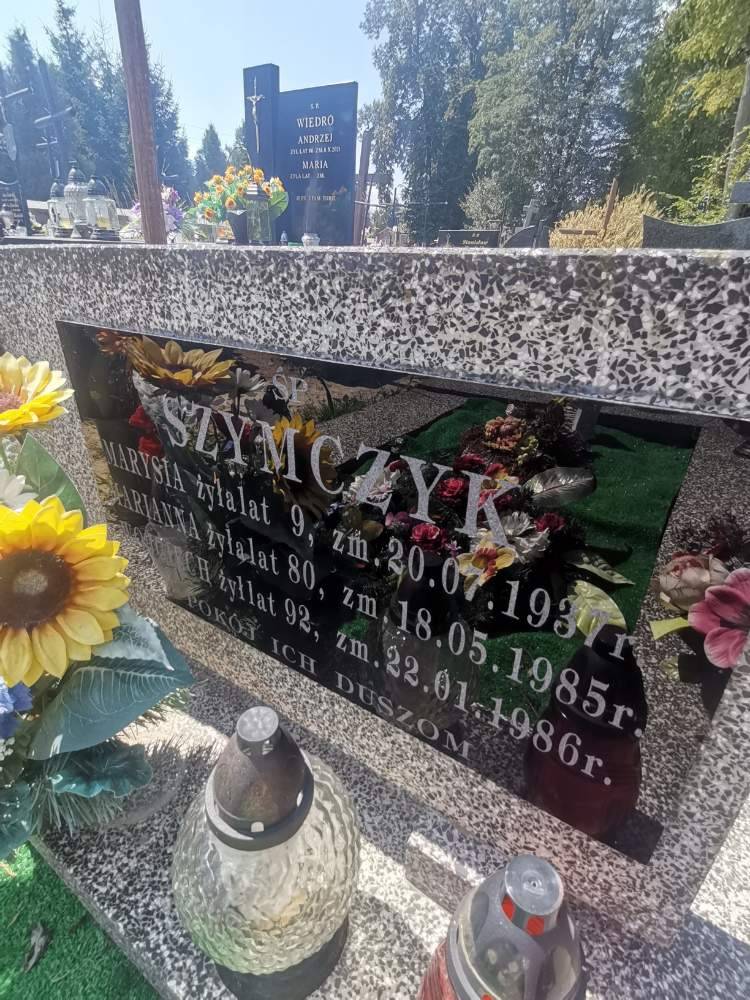 Ś.P.
WIEDRO
ANDRZEJ
MARIA
Stanisław
ŚP
SZYMCZYK
MARYSIA żyła lat 9, zm. 20.07.1937r.
MARIANNA żyła lat 80, zm. 18.05.1985r.
żył lat 92, zm. 22.01.1986r.
POKÓJ ICH DUSZOM